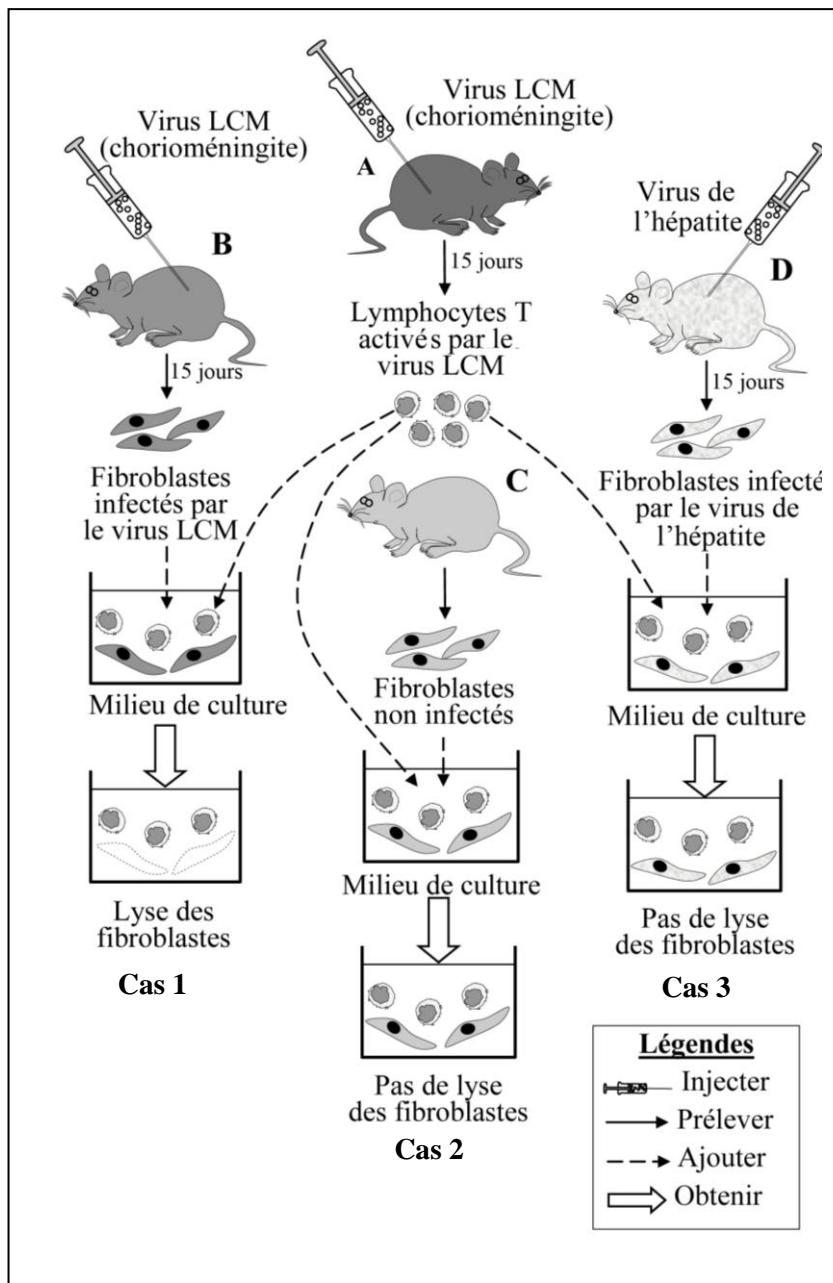 Virus LCM
(chorioméningite)
B
15 jours
Fibroblastes
infectés par
le virus LCM
Milieu de culture
Lyse des
fibroblastes
Cas 1
Virus LCM
(chorioméningite)
A
15 jours
Lymphocytes T
activés par le
virus LCM
C
Fibroblastes
non infectés
Milieu de culture
Pas de lyse
des fibroblastes
Cas 2
Virus de
l’hépatite
D
15 jours
Fibroblastes infecté
par le virus de
l’hépatite
Milieu de culture
Pas de lyse
des fibroblastes
Cas 3
Légendes
Injecter
Prélever
Ajouter
Obtenir